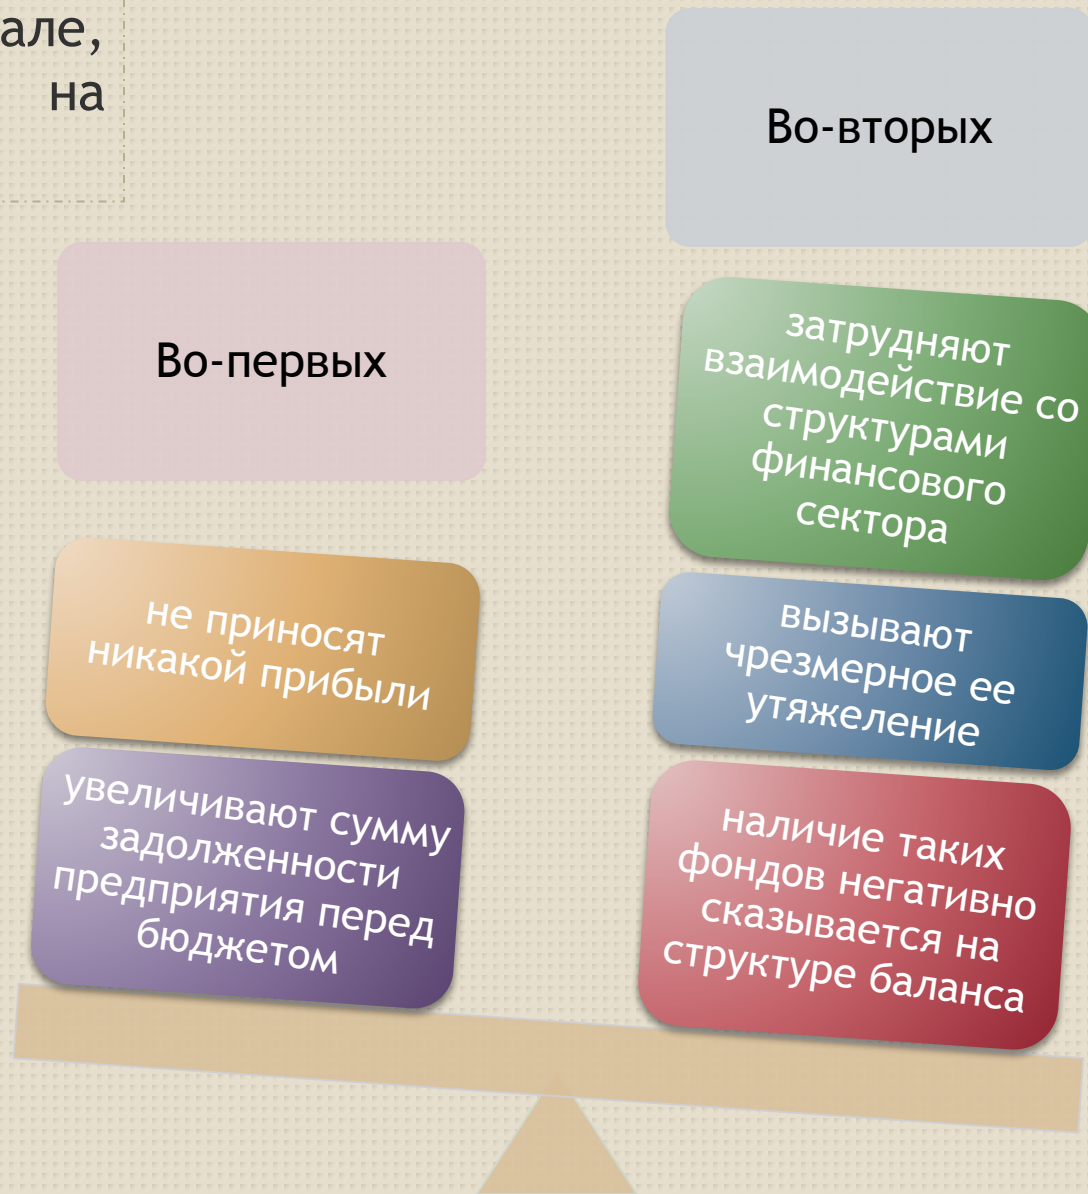 але,
на
Во-первых
не приносят
никакой прибыли
увеличивают сумму
задолженности
предприятия перед
бюджетом
Во-вторых
затрудняют
взаимодействие со
структурами
финансового
сектора
вызывают
чрезмерное ее
утяжеление
наличие таких
фондов негативно
сказывается на
структуре баланса